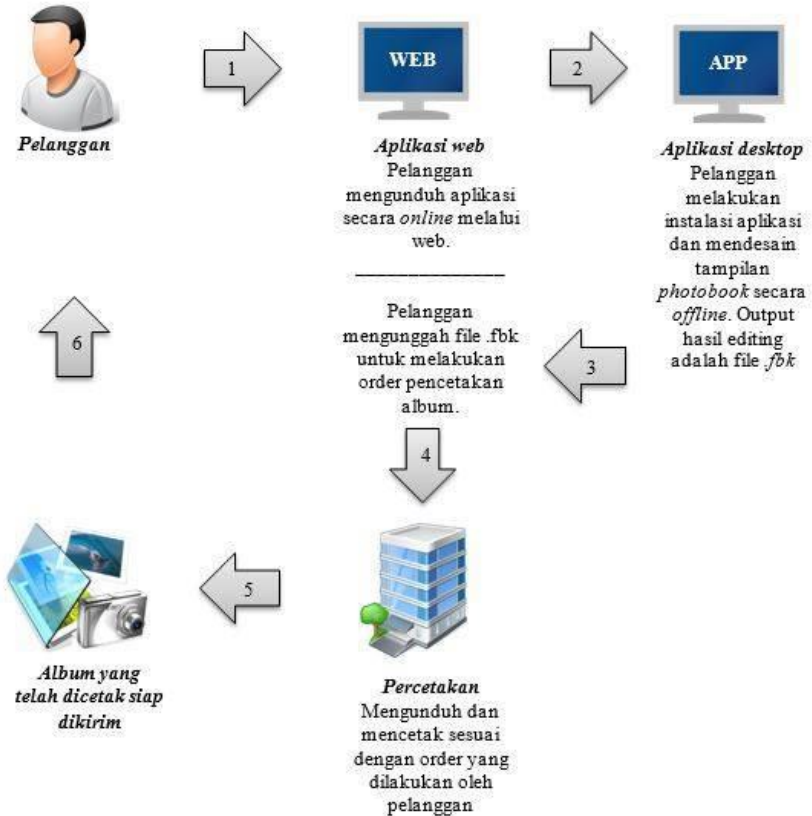 Pelanggan
1
WEB
Aplikasi web
Pelanggan
mengunduh aplikasi
secara online melalui
web.
2
APP
Aplikasi desktop
Pelanggan
melakukan
instalasi aplikasi
dan mendesain
tampilan
photobook secara
offline. Output
hasil editing
adalah file .fbk
3
Pelanggan
mengunggah file .fbk
untuk melakukan
order pencetakan
album.
4
Percetakan
Mengunduh dan
mencetak sesuai
dengan order yang
dilakukan oleh
pelanggan
5
Album yang
telah dicetak siap
dikirim
6